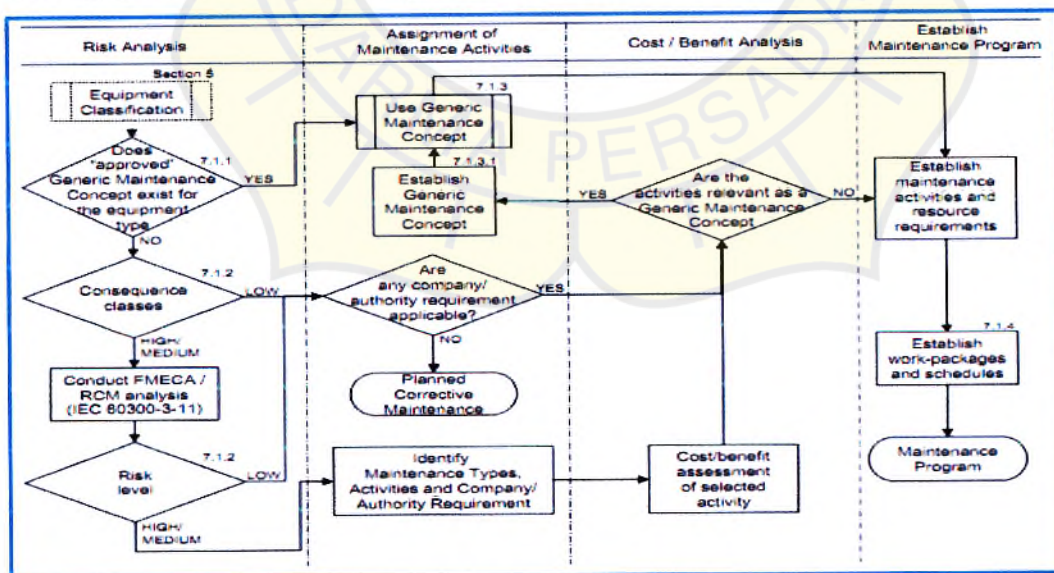 Risk Analysis
Assignment of
Maintenance Activities
Cost / Benefit Analysis
Establish
Maintenance Program
Section 5
Equipment
Classification
7.1.3
Use Generic
Maintenance
Concept
7.1.1
Does
"approved"
Generic Maintenance
Concept exist for
the equipment
type
YES
NO
7.1.3.1
Establish
Generic
Maintenance
Concept
YES
Are the
activities relevant as a
Generic Maintenance
Concept
NO
Establish
maintenance
activities and
resource
requirements
7.1.2
Consequence
classes
LOW
HIGH/
MEDIUM
Are
any company/
authority requirement
applicable?
YES
NO
Planned
Corrective
Maintenance
7.1.4
Establish
work-packages
and schedules
Conduct FMECA /
RCM analysis
(IEC 60300-3-11)
7.1.2
Risk
level
LOW
HIGH/
MEDIUM
Identify
Maintenance Types,
Activities and Company/
Authority Requirement
Cost/benefit
assessment
of selected
activity
Maintenance
Program
PERSADA